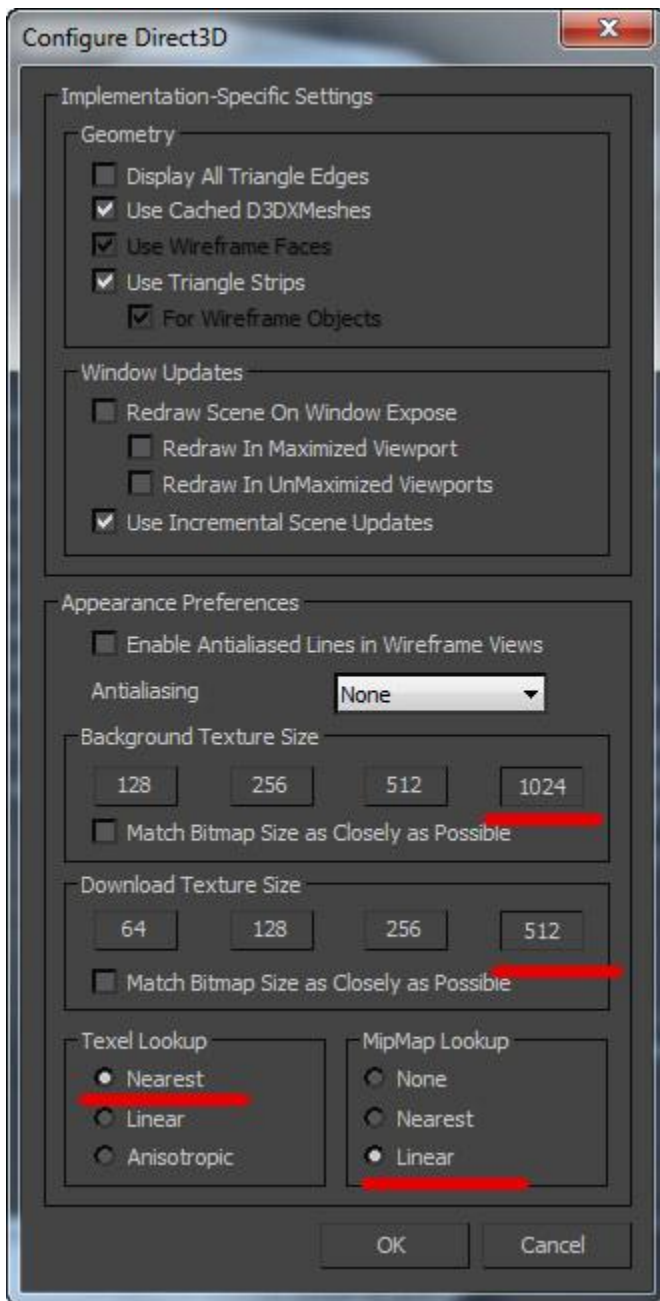 Configure Direct3D
Implementation-Specific Settings
Geometry
Display All Triangle Edges
Use Cached D3DXMeshes
Use Wireframe Faces
Use Triangle Strips
For Wireframe Objects
Window Updates
Redraw Scene On Window Expose
Redraw In Maximized Viewport
Redraw In UnMaximized Viewports
Use Incremental Scene Updates
Appearance Preferences
Enable Antialiased Lines in Wireframe Views
Antialiasing None
Background Texture Size
128 256 512 1024
Match Bitmap Size as Closely as Possible
Download Texture Size
64 128 256 512
Match Bitmap Size as Closely as Possible
Texel Lookup
Nearest
Linear
Anisotropic
MipMap Lookup
None
Nearest
Linear
OK Cancel